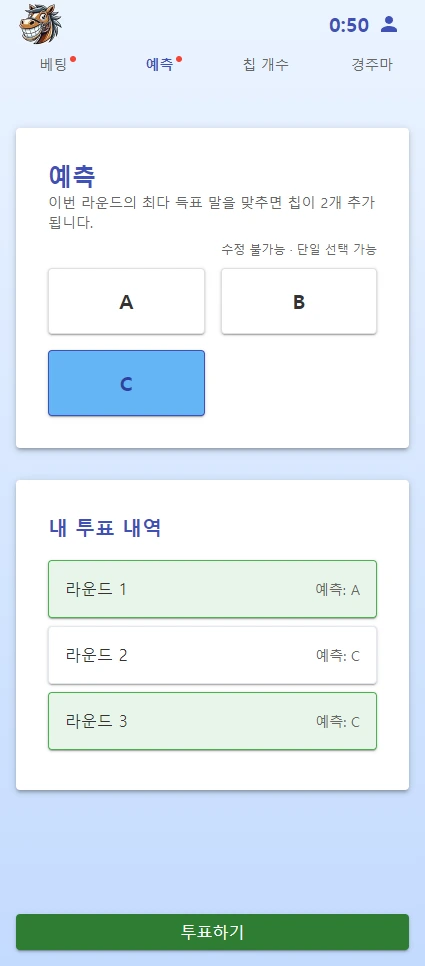 0:50
베팅 예측 칩 개수 경주마
예측
이번 라운드의 최다 득표 말을 맞추면 칩이 2개 추가
됩니다.
수정 불가능 · 단일 선택 가능
A B
C
내 투표 내역
라운드 1 예측: A
라운드 2 예측: C
라운드 3 예측: C
투표하기